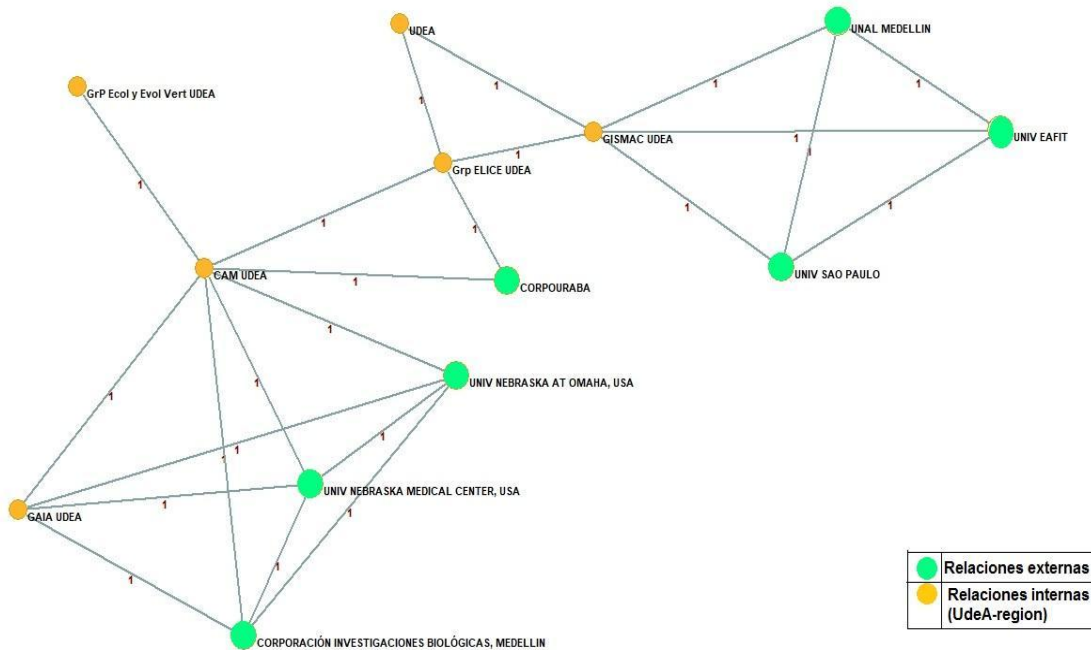 UDEA
UNAL MEDELLIN
GrP Ecol y Evol Vert UDEA
1
1
1
1
1
GISMAC UDEA
1
1
UNIV EAFIT
1
Grp ELICE UDEA
1
1
1
1
1
1
CAM UDEA
UNIV SAO PAULO
1
CORPOURABA
1
1
UNIV NEBRASKA AT OMAHA, USA
1
1
1
1
1
UNIV NEBRASKA MEDICAL CENTER, USA
1
GAIA UDEA
1
1
1
CORPORACIÓN INVESTIGACIONES BIOLÓGICAS, MEDELLIN
Relaciones externas
Relaciones internas
(UdeA-region)